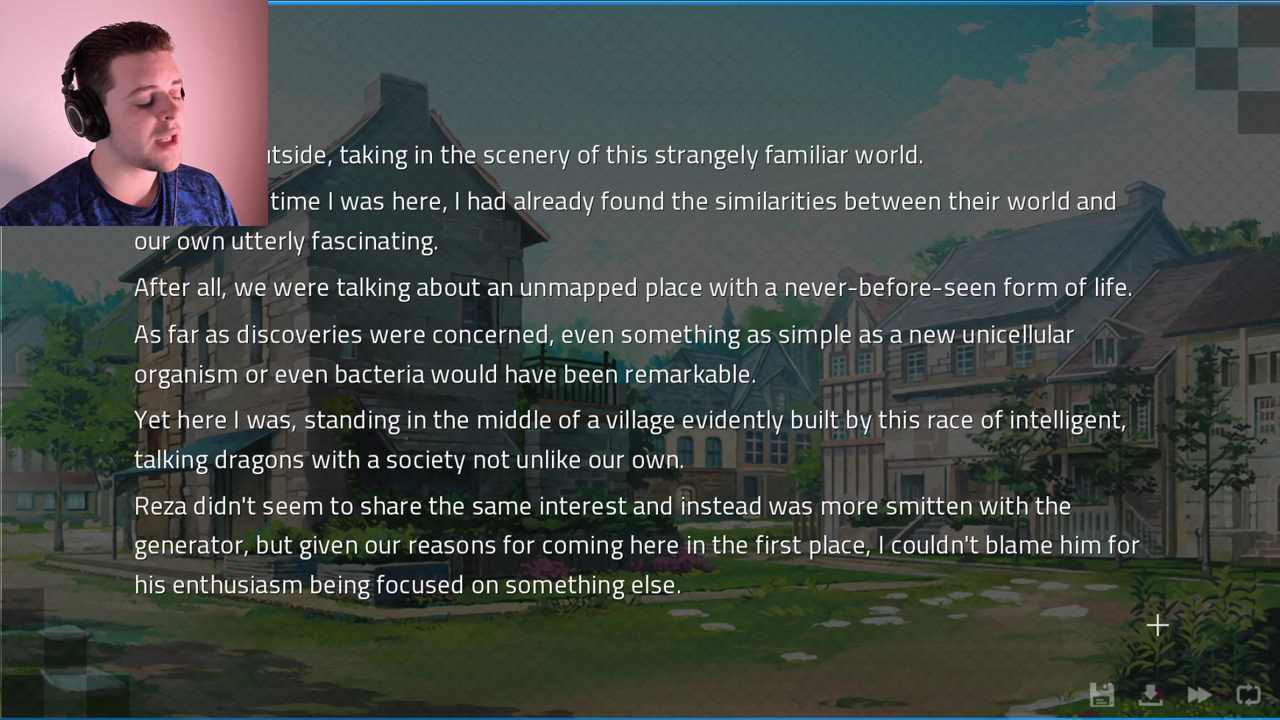 taking in the scenery of this strangely familiar world.
time I was here, I had already found the similarities between their world and
our own utterly fascinating.
After all, we were talking about an unmapped place with a never-before-seen form of life.
As far as discoveries were concerned, even something as simple as a new unicellular
organism or even bacteria would have been remarkable.
Yet here I was, standing in the middle of a village evidently built by this race of intelligent,
talking dragons with a society not unlike our own.
Reza didn't seem to share the same interest and instead was more smitten with the
generator, but given our reasons for coming here in the first place, I couldn't blame him for
his enthusiasm being focused on something else.